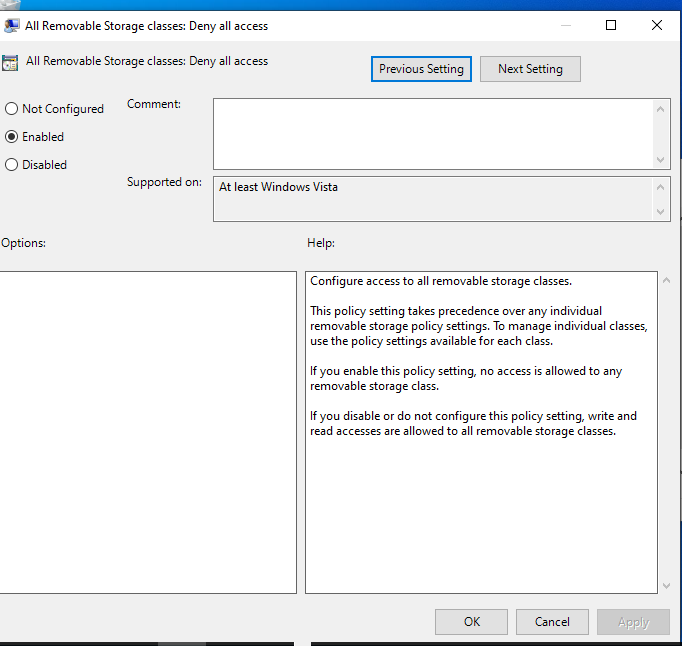 All Removable Storage classes: Deny all access
All Removable Storage classes: Deny all access
Previous Setting
Next Setting
Not Configured
Enabled
Disabled
Comment:
Supported on:
At least Windows Vista
Options:
Help:
Configure access to all removable storage classes.
This policy setting takes precedence over any individual
removable storage policy settings. To manage individual classes,
use the policy settings available for each class.
If you enable this policy setting, no access is allowed to any
removable storage class.
If you disable or do not configure this policy setting, write and
read accesses are allowed to all removable storage classes.
OK
Cancel
Apply